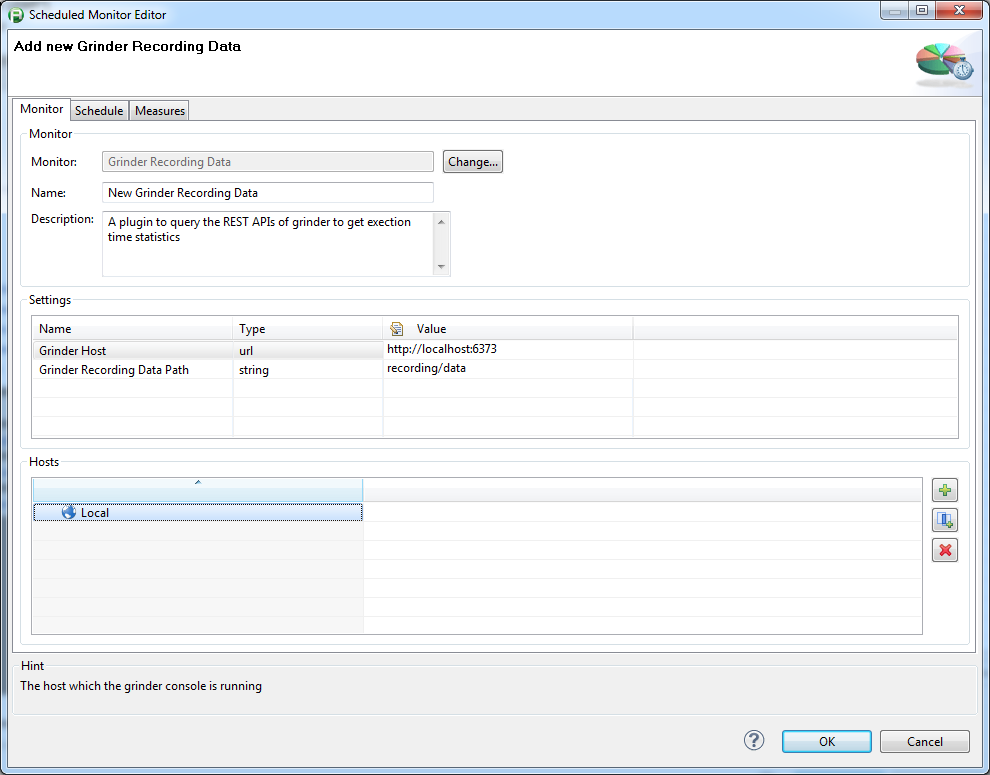 Scheduled Monitor Editor
Add new Grinder Recording Data
Monitor Schedule Measures
Monitor
Monitor: Grinder Recording Data Change...
Name: New Grinder Recording Data
Description: A plugin to query the REST APIs of grinder to get exection
time statistics
Settings
Name Type Value
Grinder Host url http://localhost:6373
Grinder Recording Data Path string recording/data
Hosts
Local
Hint
The host which the grinder console is running
? OK Cancel